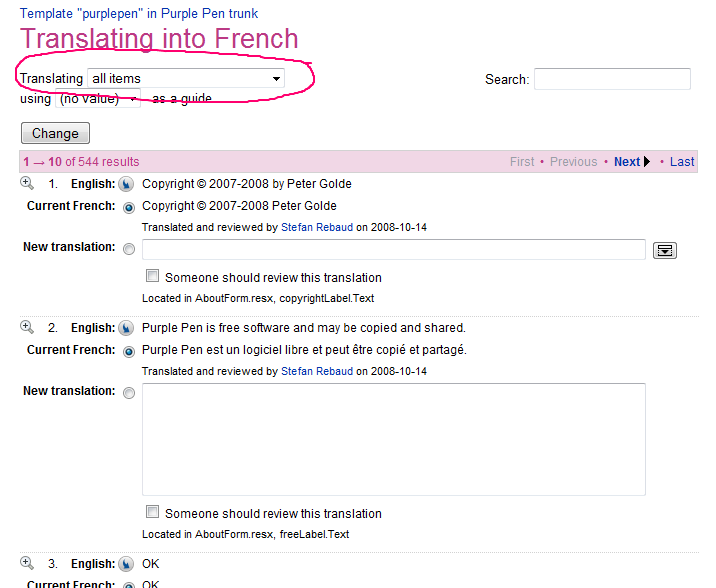 Template "purplepen" in Purple Pen trunk
Translating into French
Translating all items
Search:
using (no value) as a guide
Change
1 → 10 of 544 results First • Previous • Next • Last
1. English: Copyright © 2007-2008 by Peter Golde
Current French: Copyright © 2007-2008 Peter Golde
Translated and reviewed by Stefan Rebaud on 2008-10-14
New translation:
Someone should review this translation
Located in AboutForm.resx, copyrightLabel.Text
2. English: Purple Pen is free software and may be copied and shared.
Current French: Purple Pen est un logiciel libre et peut être copié et partagé.
Translated and reviewed by Stefan Rebaud on 2008-10-14
New translation:
Someone should review this translation
Located in AboutForm.resx, freeLabel.Text
3. English: OK
Current French: OK